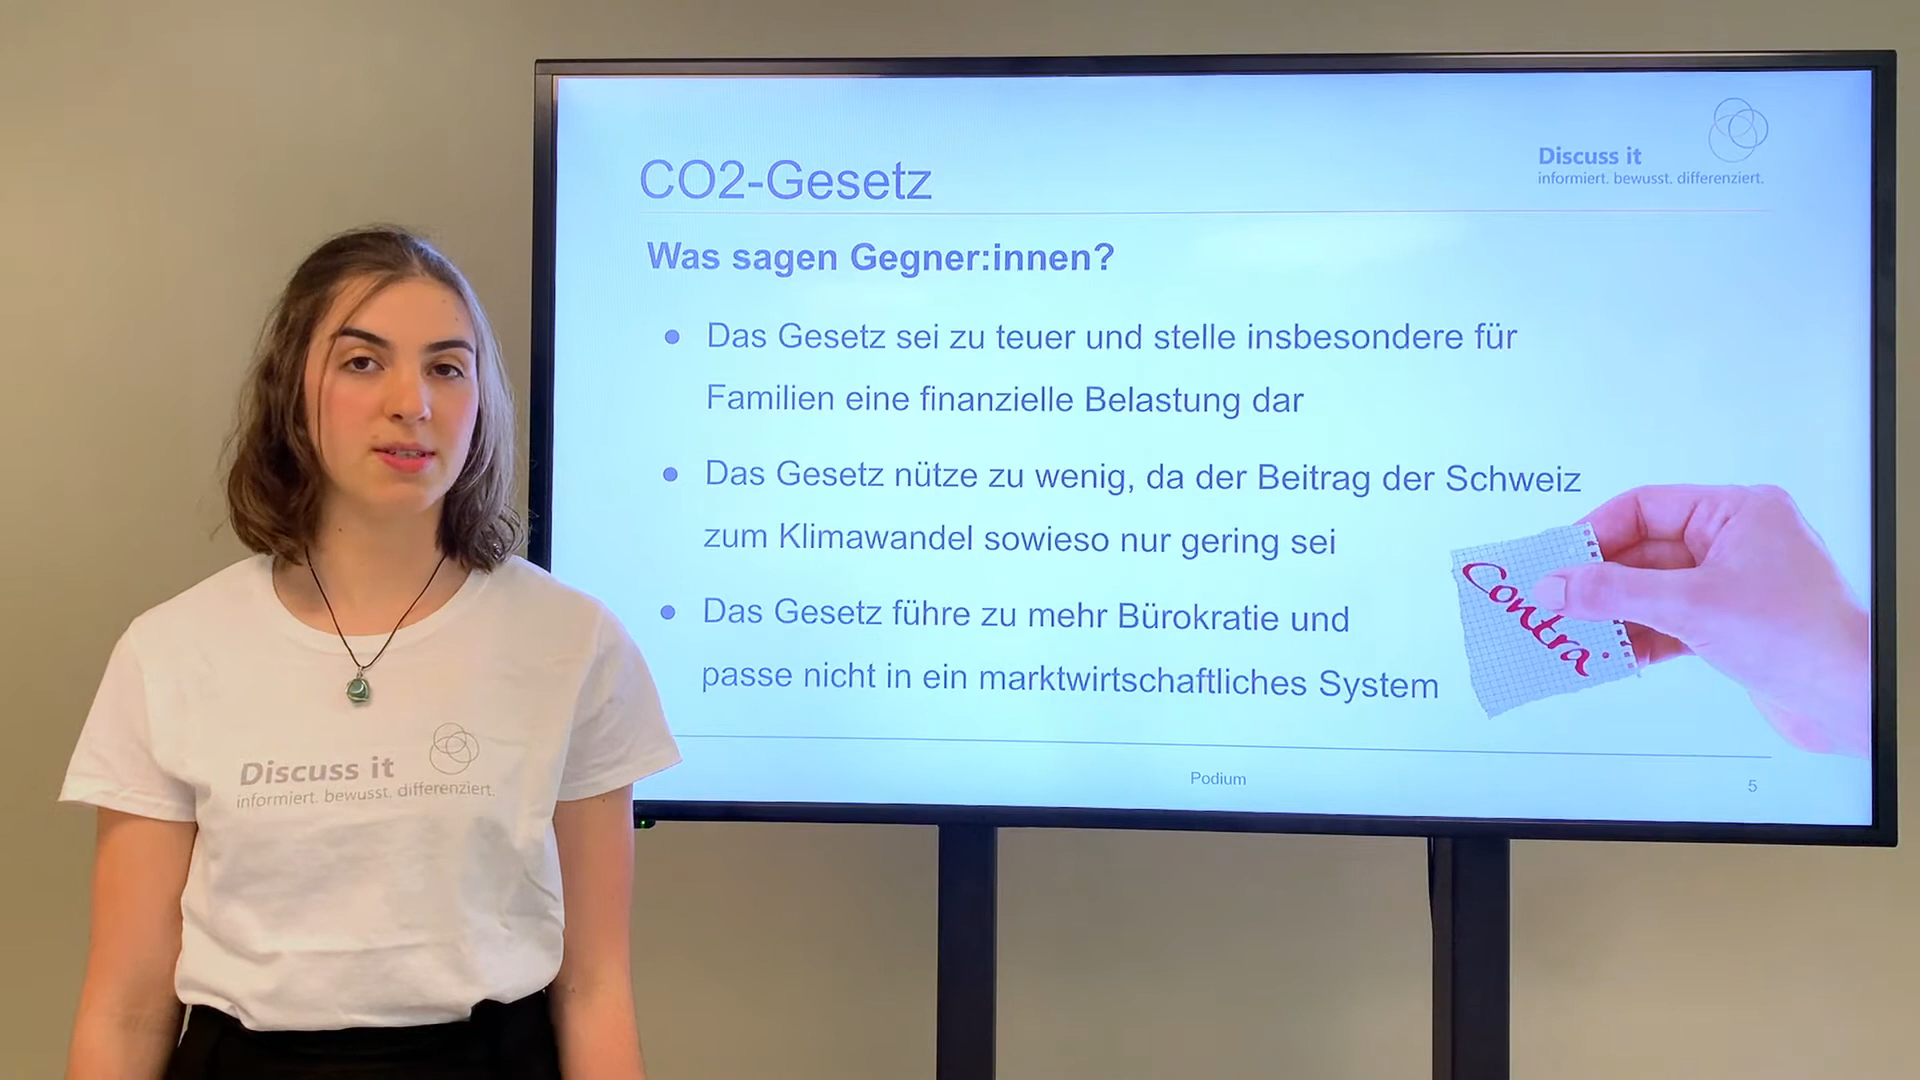 Discuss it
informiert. bewusst. differenziert.
CO2-Gesetz
Was sagen Gegner:innen?
● Das Gesetz sei zu teuer und stelle insbesondere für
Familien eine finanzielle Belastung dar
● Das Gesetz nütze zu wenig, da der Beitrag der Schweiz
zum Klimawandel sowieso nur gering sei
● Das Gesetz führe zu mehr Bürokratie und
passe nicht in ein marktwirtschaftliches System
Contra
Podium
5
Discuss it
informiert. bewusst. differenziert.